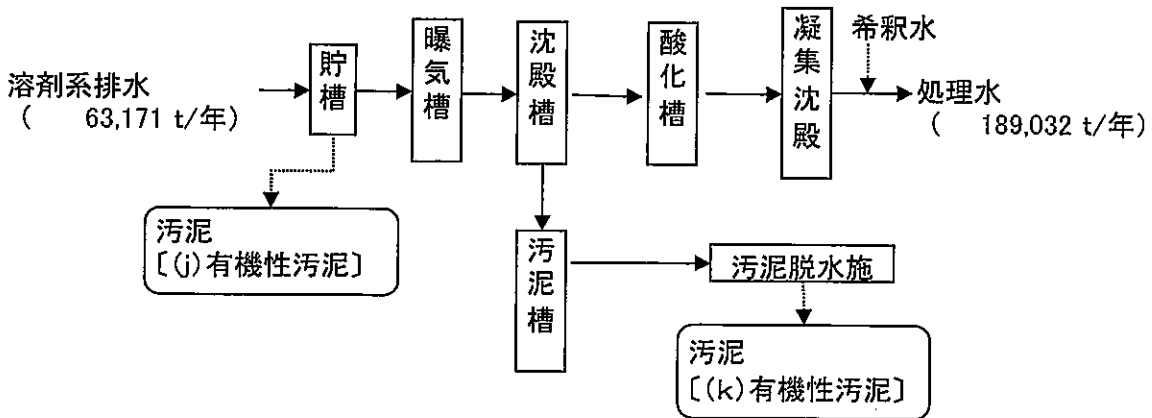 溶剤系排水
( 63,171 t/年)
貯槽
曝気槽
沈殿槽
酸化槽
凝集沈殿
希釈水
処理水
( 189,032 t/年)
汚泥
〔(j)有機性汚泥〕
汚泥槽
汚泥脱水施
汚泥
〔(k)有機性汚泥〕